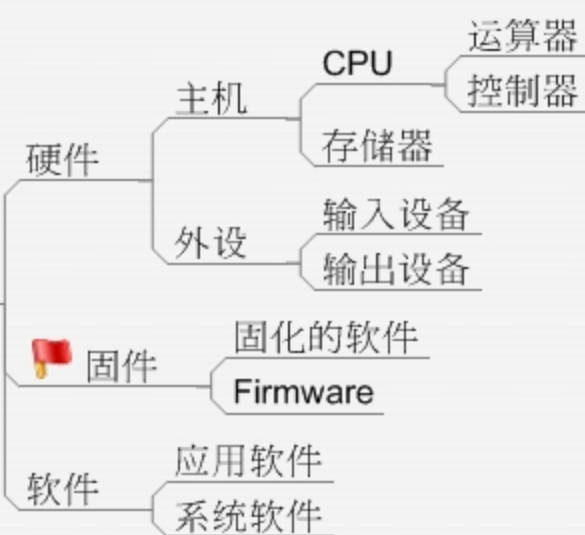 硬件
主机
CPU
运算器
控制器
存储器
外设
输入设备
输出设备
固件
固化的软件
Firmware
软件
应用软件
系统软件